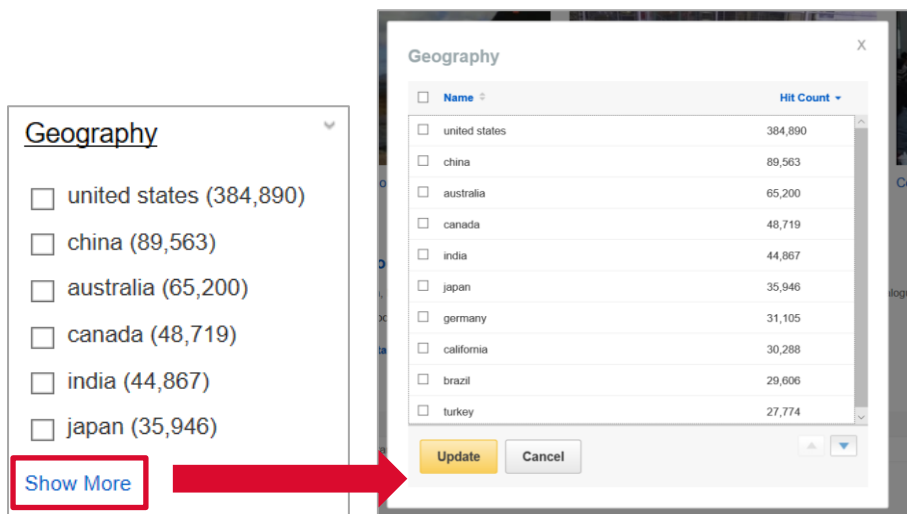 Geography
united states (384,890)
china (89,563)
australia (65,200)
canada (48,719)
india (44,867)
japan (35,946)
Show More
Geography
X
Name Hit Count
united states 384,890
china 89,563
australia 65,200
canada 48,719
india 44,867
japan 35,946
germany 31,105
california 30,288
brazil 29,606
turkey 27,774
Update Cancel